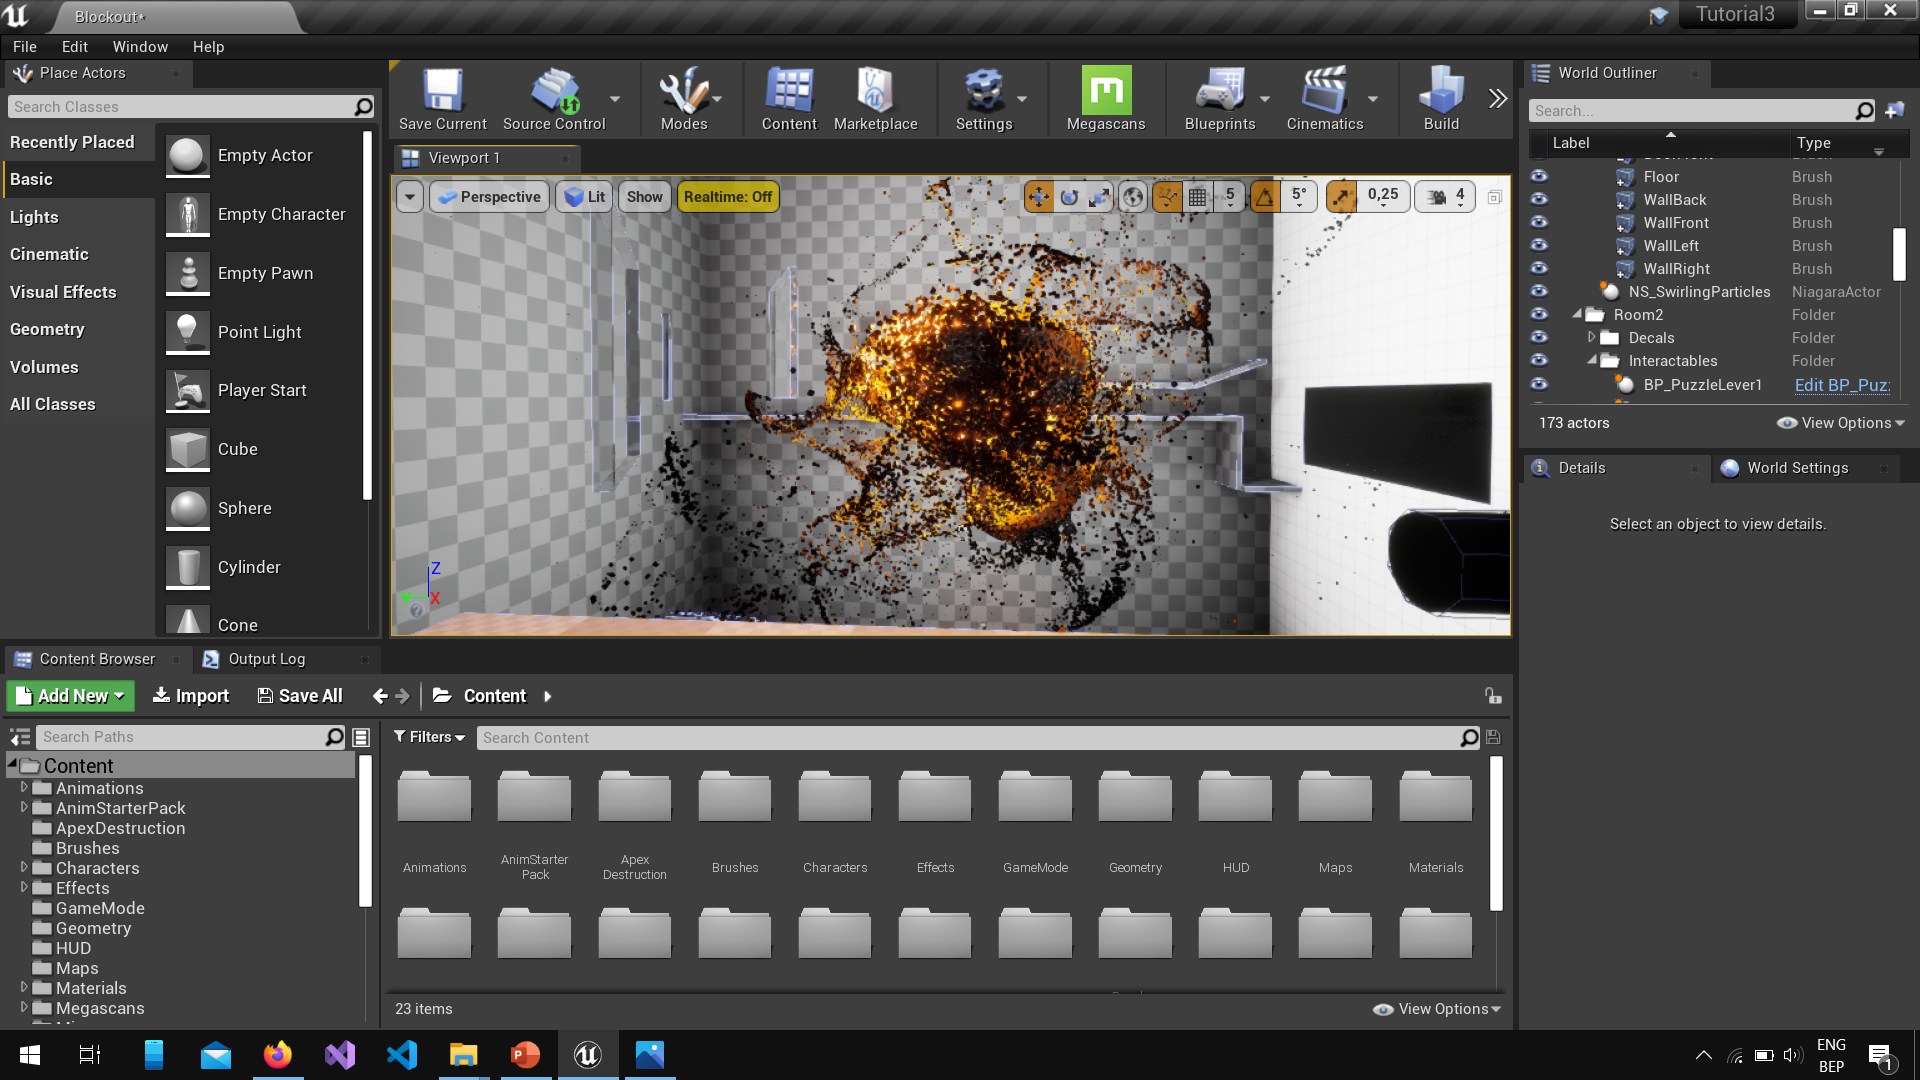 Blockout*
Tutorial3
File Edit Window Help
Place Actors
Search Classes
Recently Placed
Basic
Lights
Cinematic
Visual Effects
Geometry
Volumes
All Classes
Empty Actor
Empty Character
Empty Pawn
Point Light
Player Start
Cube
Sphere
Cylinder
Cone
Save Current
Source Control
Modes
Content
Marketplace
Settings
Megascans
Blueprints
Cinematics
Build
Viewport 1
Perspective
Lit
Show
Realtime: Off
5
5°
0,25
4
Z
Y
X
World Outliner
Search...
Label Type
Floor Brush
WallBack Brush
WallFront Brush
WallLeft Brush
WallRight Brush
NS_SwirlingParticles NiagaraActor
Room2 Folder
Decals Folder
Interactables Folder
BP_PuzzleLever1 Edit BP_Puz
173 actors
View Options
Details
World Settings
Select an object to view details.
Content Browser
Output Log
Add New
Import
Save All
Content
Search Paths
Content
Animations
AnimStarterPack
ApexDestruction
Brushes
Characters
Effects
GameMode
Geometry
HUD
Maps
Materials
Megascans
Filters
Search Content
Animations
AnimStarter
Pack
Apex
Destruction
Brushes
Characters
Effects
GameMode
Geometry
HUD
Maps
Materials
23 items
View Options
ENG
BEP
1